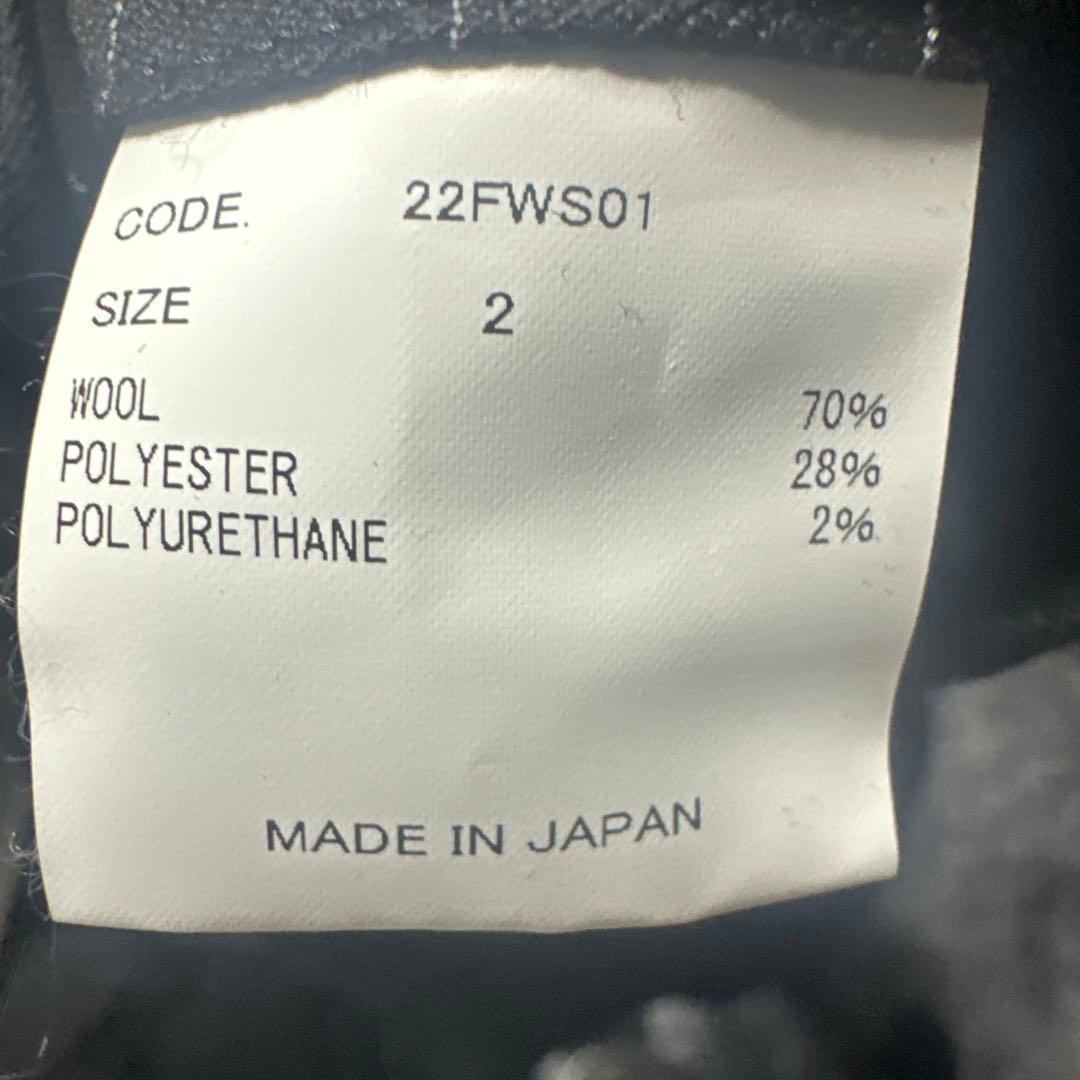 CODE. 22FWS01
SIZE 2
WOOL 70%
POLYESTER 28%
POLYURETHANE 2%
MADE IN JAPAN